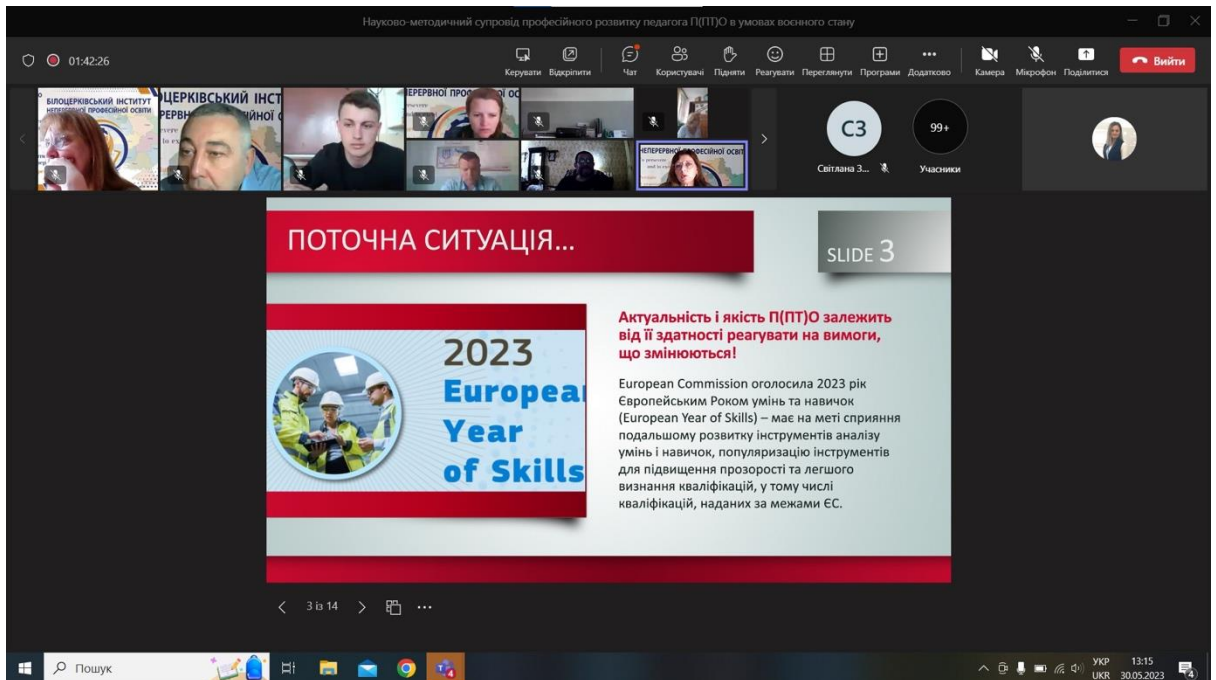 Науково-методичний супровід професійного розвитку педагога П(ПТ)О в умовах воєнного стану
01:42:26
Керувати
Відкріпити
Чат
Користувачі
Підняти
Реагувати
Переглянути
Програми
Додатково
Камера
Мікрофон
Поділитися
Вийти
БІЛОЦЕРКІВСЬКИЙ ІНСТИТУТ
НЕПЕРЕРВНОЇ ПРОФЕСІЙНОЇ ОСВІТИ
ЦЕРКІВСЬКИЙ ІНСТ
СЗ
Світлана З...
99+
Учасники
ПОТОЧНА СИТУАЦІЯ...
SLIDE 3
2023
European
Year
of Skills
Актуальність і якість П(ПТ)О залежить
від її здатності реагувати на вимоги,
що змінюються!
European Commission оголосила 2023 рік
Європейським Роком умінь та навичок
(European Year of Skills) – має на меті сприяння
подальшому розвитку інструментів аналізу
умінь і навичок, популяризацію інструментів
для підвищення прозорості та легшого
визнання кваліфікацій, у тому числі
кваліфікацій, наданих за межами ЄС.
3 із 14
Пошук
4
УКР
UKR
13:15
30.05.2023
4